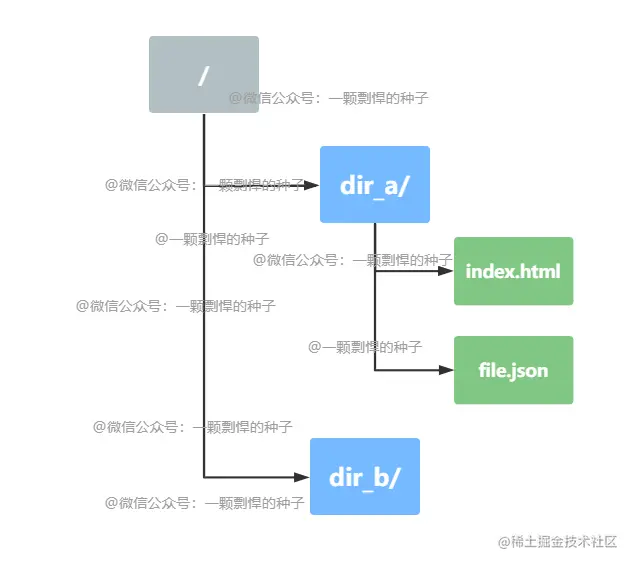 /
@微信公众号：一颗剽悍的种子
dir_a/
@微信公众号：一颗剽悍的种子
@一颗剽悍的种子
@微信公众号：一颗剽悍的种子
index.html
@微信公众号：一颗剽悍的种子
@一颗剽悍的种子
file.json
@微信公众号：一颗剽悍的种子
dir_b/
@微信公众号：一颗剽悍的种子
@稀土掘金技术社区